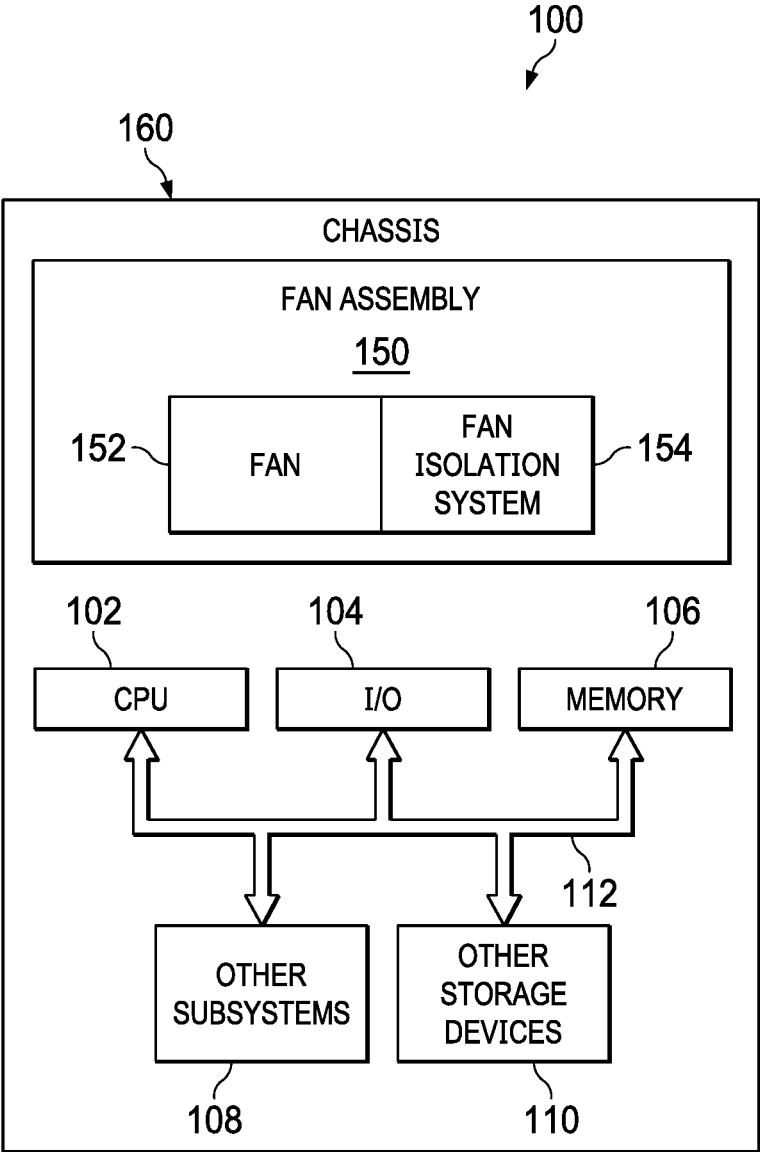 100
160
CHASSIS
FAN ASSEMBLY
150
152
FAN
FAN
ISOLATION
SYSTEM
154
102
104
106
CPU
I/O
MEMORY
112
OTHER
SUBSYSTEMS
OTHER
STORAGE
DEVICES
108
110